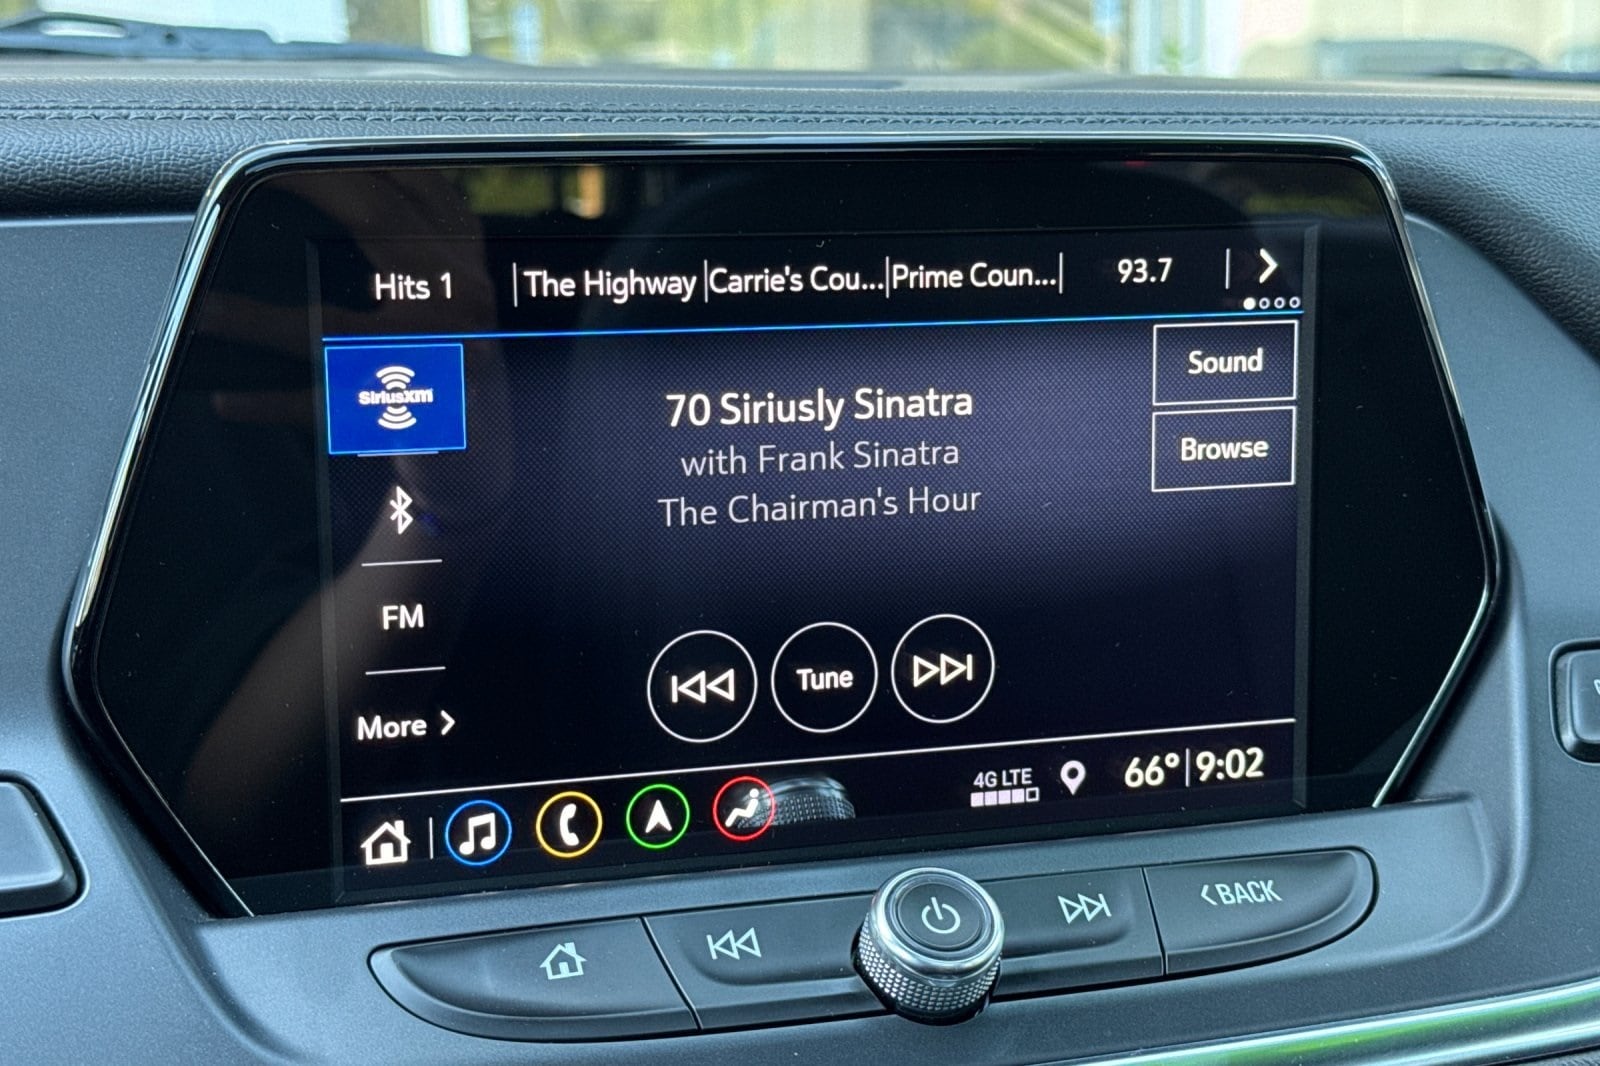 Hits 1 The Highway Carrie's Cou... Prime Coun... 93.7
SiriusXM
70 Siriusly Sinatra
with Frank Sinatra
The Chairman's Hour
Sound
Browse
FM
More
Tune
4G LTE
66° 9:02
BACK